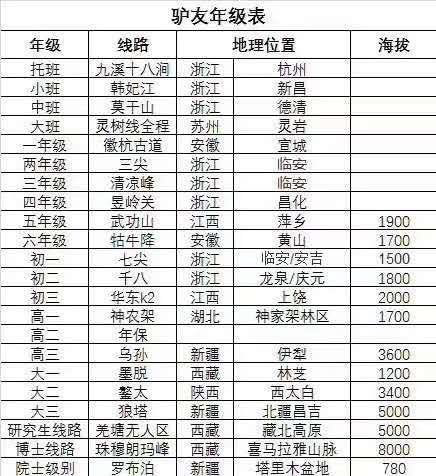 驴友年级表
年级 线路 地理位置 海拔
托班 九溪十八涧 浙江 杭州
小班 韩妃江 浙江 新昌
中班 莫干山 浙江 德清
大班 灵树线全程 苏州 灵岩
一年级 徽杭古道 安徽 宣城
两年级 三尖 浙江 临安
三年级 清凉峰 浙江 临安
四年级 昱岭关 浙江 昌化
五年级 武功山 江西 萍乡 1900
六年级 牯牛降 安徽 黄山 1700
初一 七尖 浙江 临安/安吉 1500
初二 千八 浙江 龙泉/庆元 1800
初三 华东k2 江西 上饶 2000
高一 神农架 湖北 神家架林区 1700
高二 年保
高三 乌孙 新疆 伊犁 3600
大一 墨脱 西藏 林芝 1200
大二 鳌太 陕西 西太白 3400
大三 狼塔 新疆 北疆昌吉 5000
研究生线路 羌塘无人区 西藏 藏北高原 5000
博士线路 珠穆朗玛峰 西藏 喜马拉雅山脉 8000
院士级别 罗布泊 新疆 塔里木盆地 780